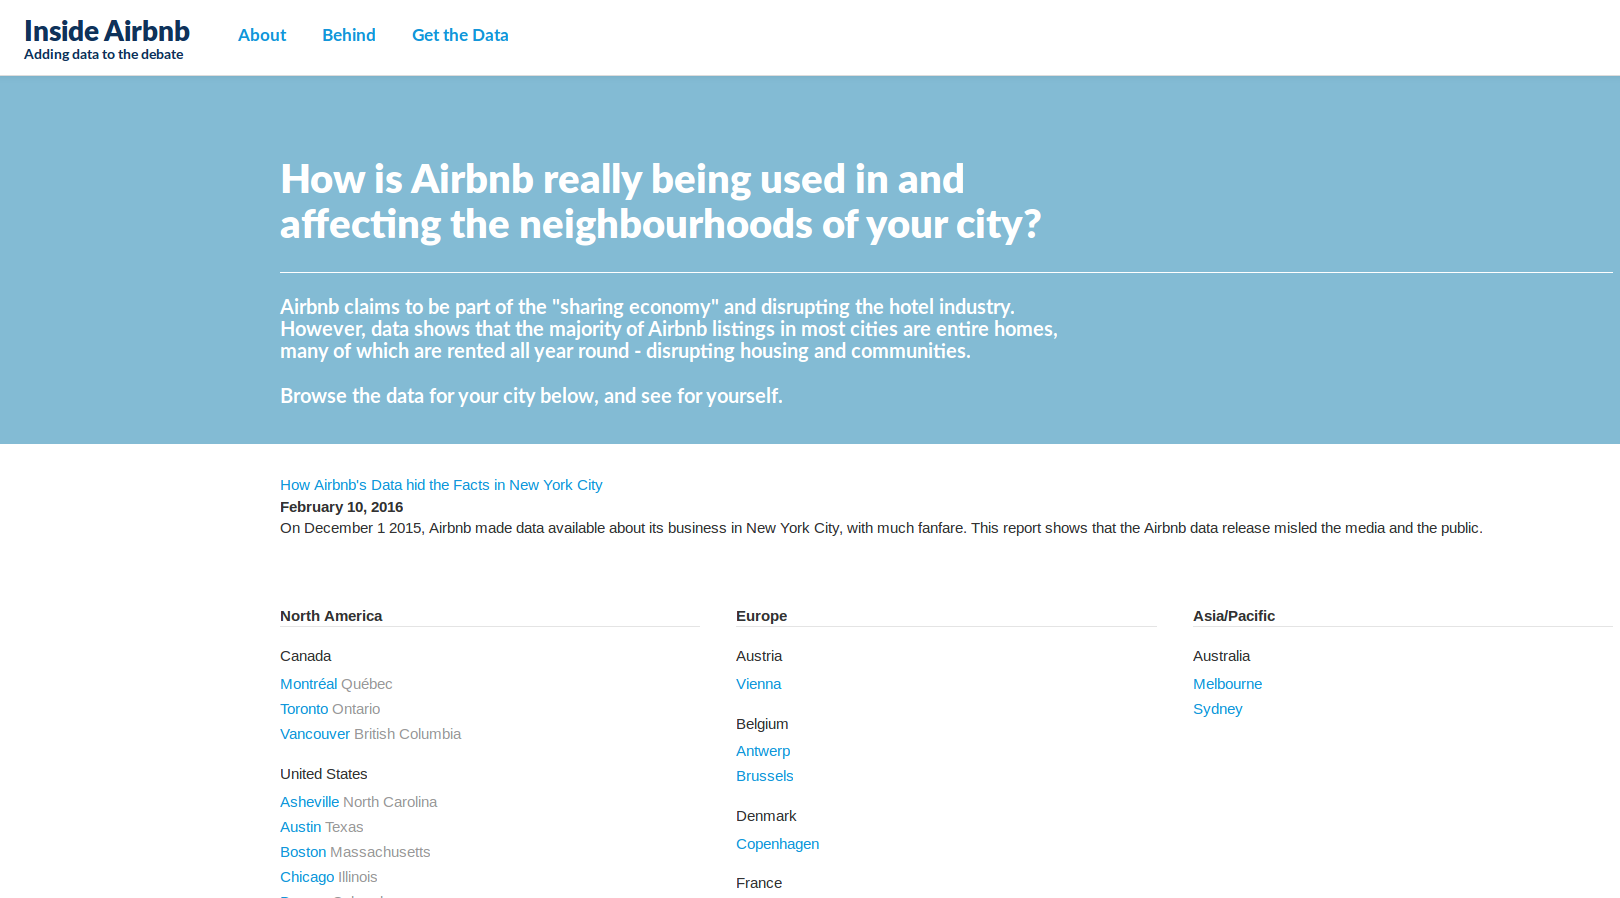 Inside Airbnb
Adding data to the debate
About
Behind
Get the Data
How is Airbnb really being used in and
affecting the neighbourhoods of your city?
Airbnb claims to be part of the "sharing economy" and disrupting the hotel industry.
However, data shows that the majority of Airbnb listings in most cities are entire homes,
many of which are rented all year round - disrupting housing and communities.
Browse the data for your city below, and see for yourself.
How Airbnb's Data hid the Facts in New York City
February 10, 2016
On December 1 2015, Airbnb made data available about its business in New York City, with much fanfare. This report shows that the Airbnb data release misled the media and the public.
North America
Canada
Montréal Québec
Toronto Ontario
Vancouver British Columbia
United States
Asheville North Carolina
Austin Texas
Boston Massachusetts
Chicago Illinois
Europe
Austria
Vienna
Belgium
Antwerp
Brussels
Denmark
Copenhagen
France
Asia/Pacific
Australia
Melbourne
Sydney